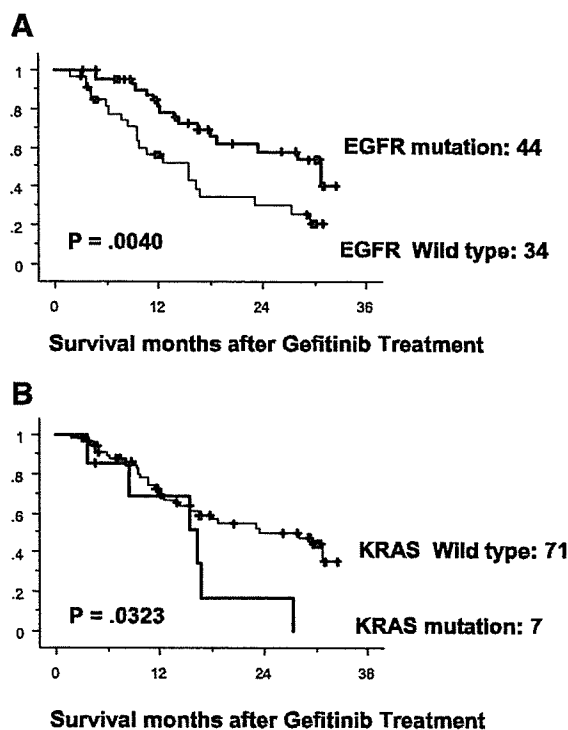 A
1
.8
.6
.4
.2
0
EGFR mutation: 44
EGFR Wild type: 34
P = .0040
0 12 24 36
Survival months after Gefitinib Treatment
B
1
.8
.6
.4
.2
0
KRAS Wild type: 71
KRAS mutation: 7
P = .0323
0 12 24 36
Survival months after Gefitinib Treatment